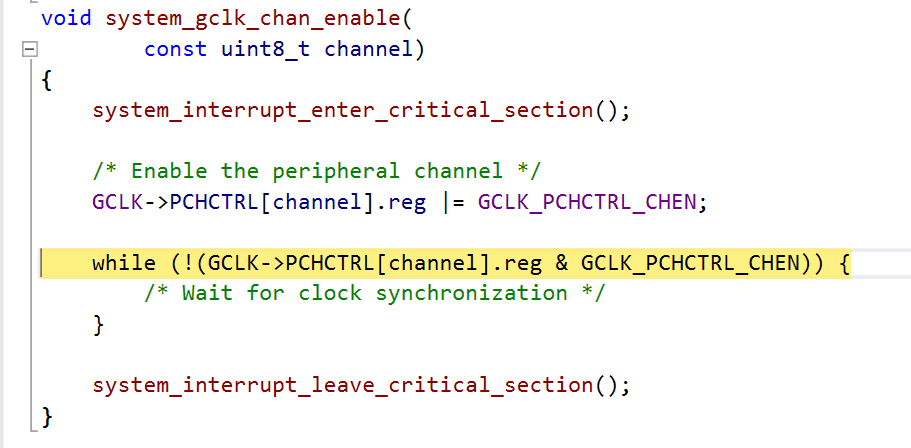 void system_gclk_chan_enable(
const uint8_t channel)
{
system_interrupt_enter_critical_section();
/* Enable the peripheral channel */
GCLK->PCHCTRL[channel].reg |= GCLK_PCHCTRL_CHEN;
while (!(GCLK->PCHCTRL[channel].reg & GCLK_PCHCTRL_CHEN)) {
/* Wait for clock synchronization */
}
system_interrupt_leave_critical_section();
}